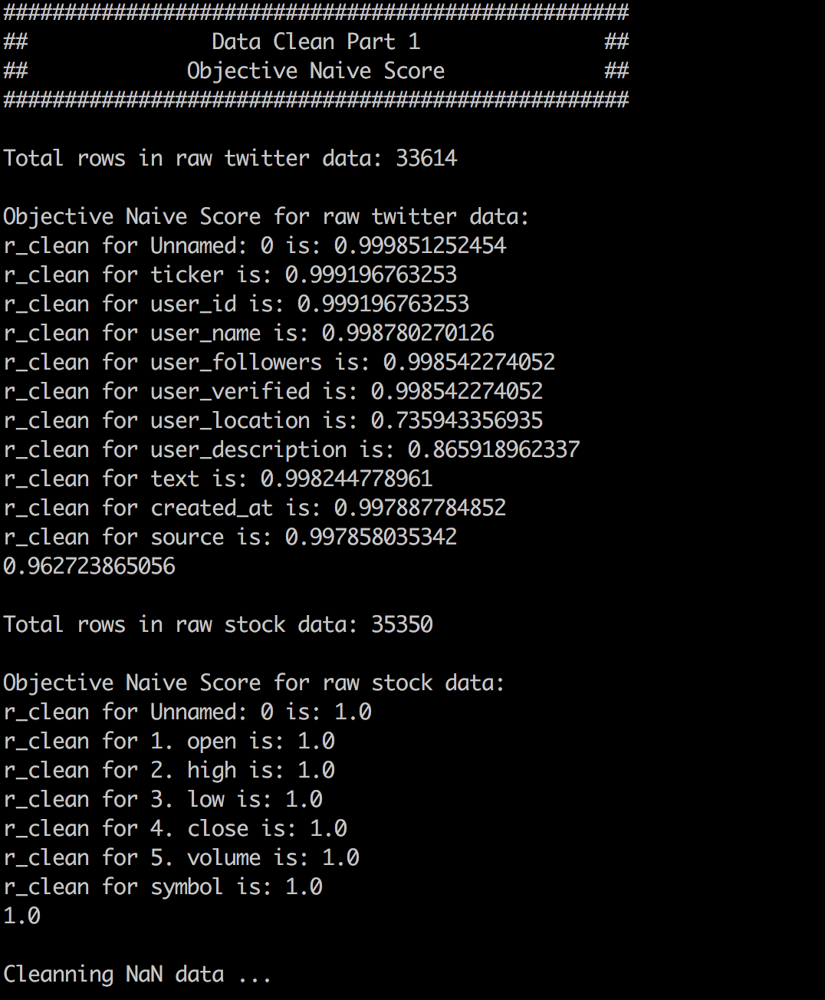 ###################################################
## Data Clean Part 1 ##
## Objective Naive Score ##
###################################################
Total rows in raw twitter data: 33614
Objective Naive Score for raw twitter data:
r_clean for Unnamed: 0 is: 0.999851252454
r_clean for ticker is: 0.999196763253
r_clean for user_id is: 0.999196763253
r_clean for user_name is: 0.998780270126
r_clean for user_followers is: 0.998542274052
r_clean for user_verified is: 0.998542274052
r_clean for user_location is: 0.735943356935
r_clean for user_description is: 0.865918962337
r_clean for text is: 0.998244778961
r_clean for created_at is: 0.997887784852
r_clean for source is: 0.997858035342
0.962723865056
Total rows in raw stock data: 35350
Objective Naive Score for raw stock data:
r_clean for Unnamed: 0 is: 1.0
r_clean for 1. open is: 1.0
r_clean for 2. high is: 1.0
r_clean for 3. low is: 1.0
r_clean for 4. close is: 1.0
r_clean for 5. volume is: 1.0
r_clean for symbol is: 1.0
1.0
Cleanning NaN data ...